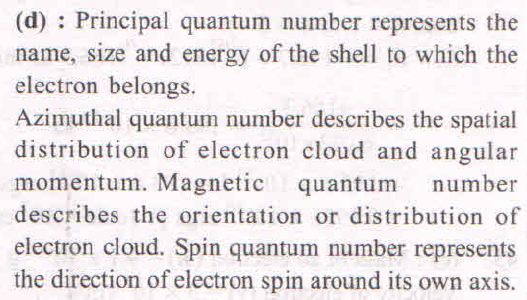 (d) : Principal quantum number represents the
name, size and energy of the shell to which the
electron belongs.
Azimuthal quantum number describes the spatial
distribution of electron cloud and angular
momentum. Magnetic quantum number
describes the orientation or distribution of
electron cloud. Spin quantum number represents
the direction of electron spin around its own axis.